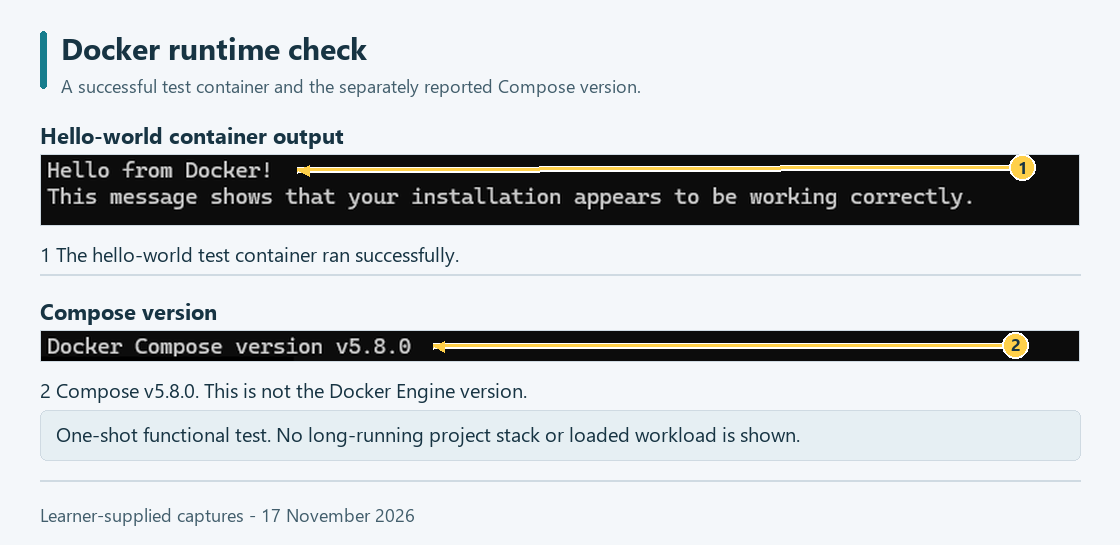 Docker runtime check
A successful test container and the separately reported Compose version.
Hello-world container output
Hello from Docker!
1
This message shows that your installation appears to be working correctly.
1 The hello-world test container ran successfully.
Compose version
Docker Compose version v5.8.0
2
2 Compose v5.8.0. This is not the Docker Engine version.
One-shot functional test. No long-running project stack or loaded workload is shown.
Learner-supplied captures - 17 November 2026